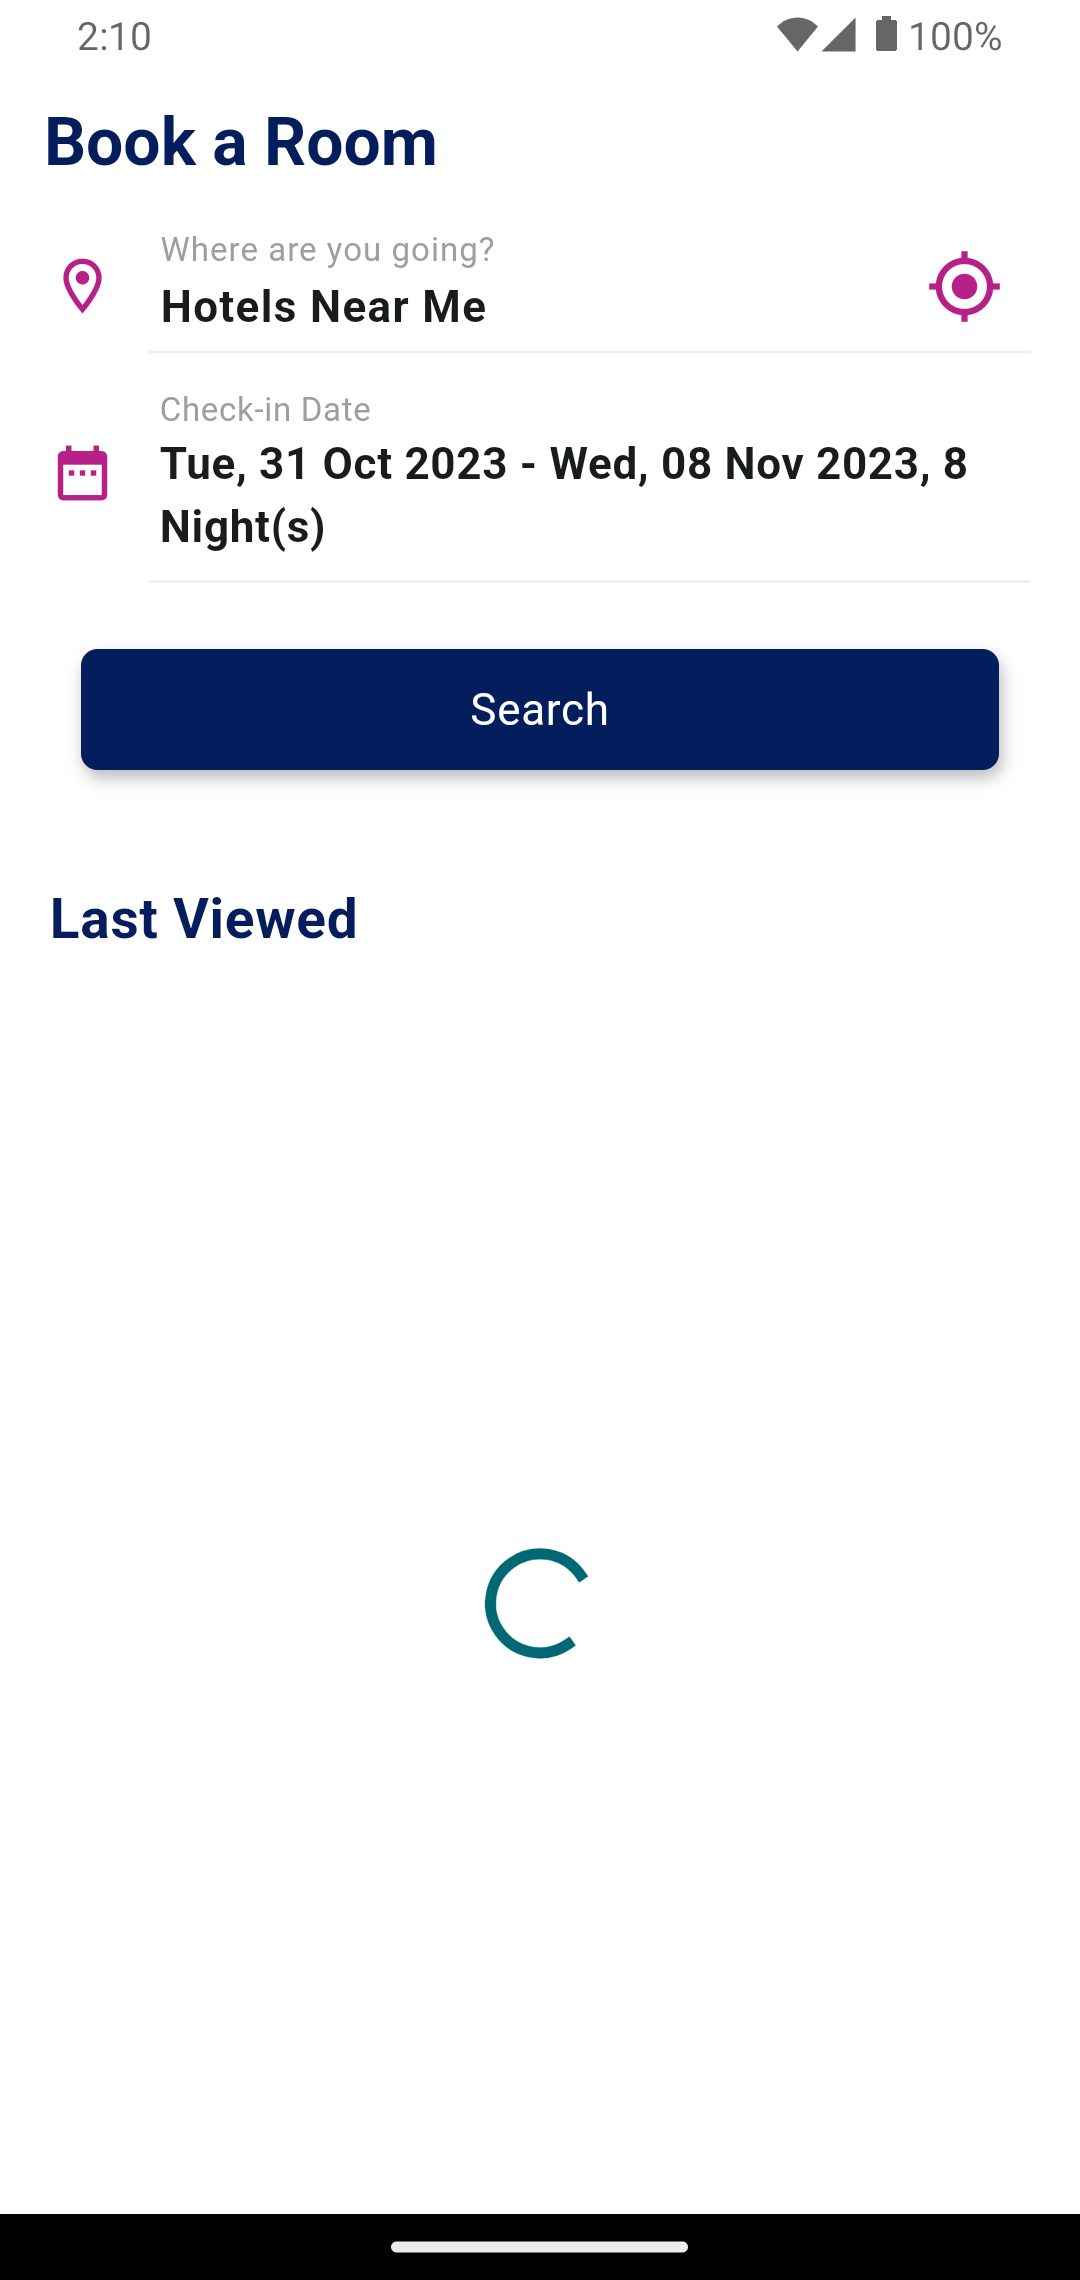 2:10
100%
Book a Room
Where are you going?
Hotels Near Me
Check-in Date
Tue, 31 Oct 2023 - Wed, 08 Nov 2023, 8
Night(s)
Search
Last Viewed